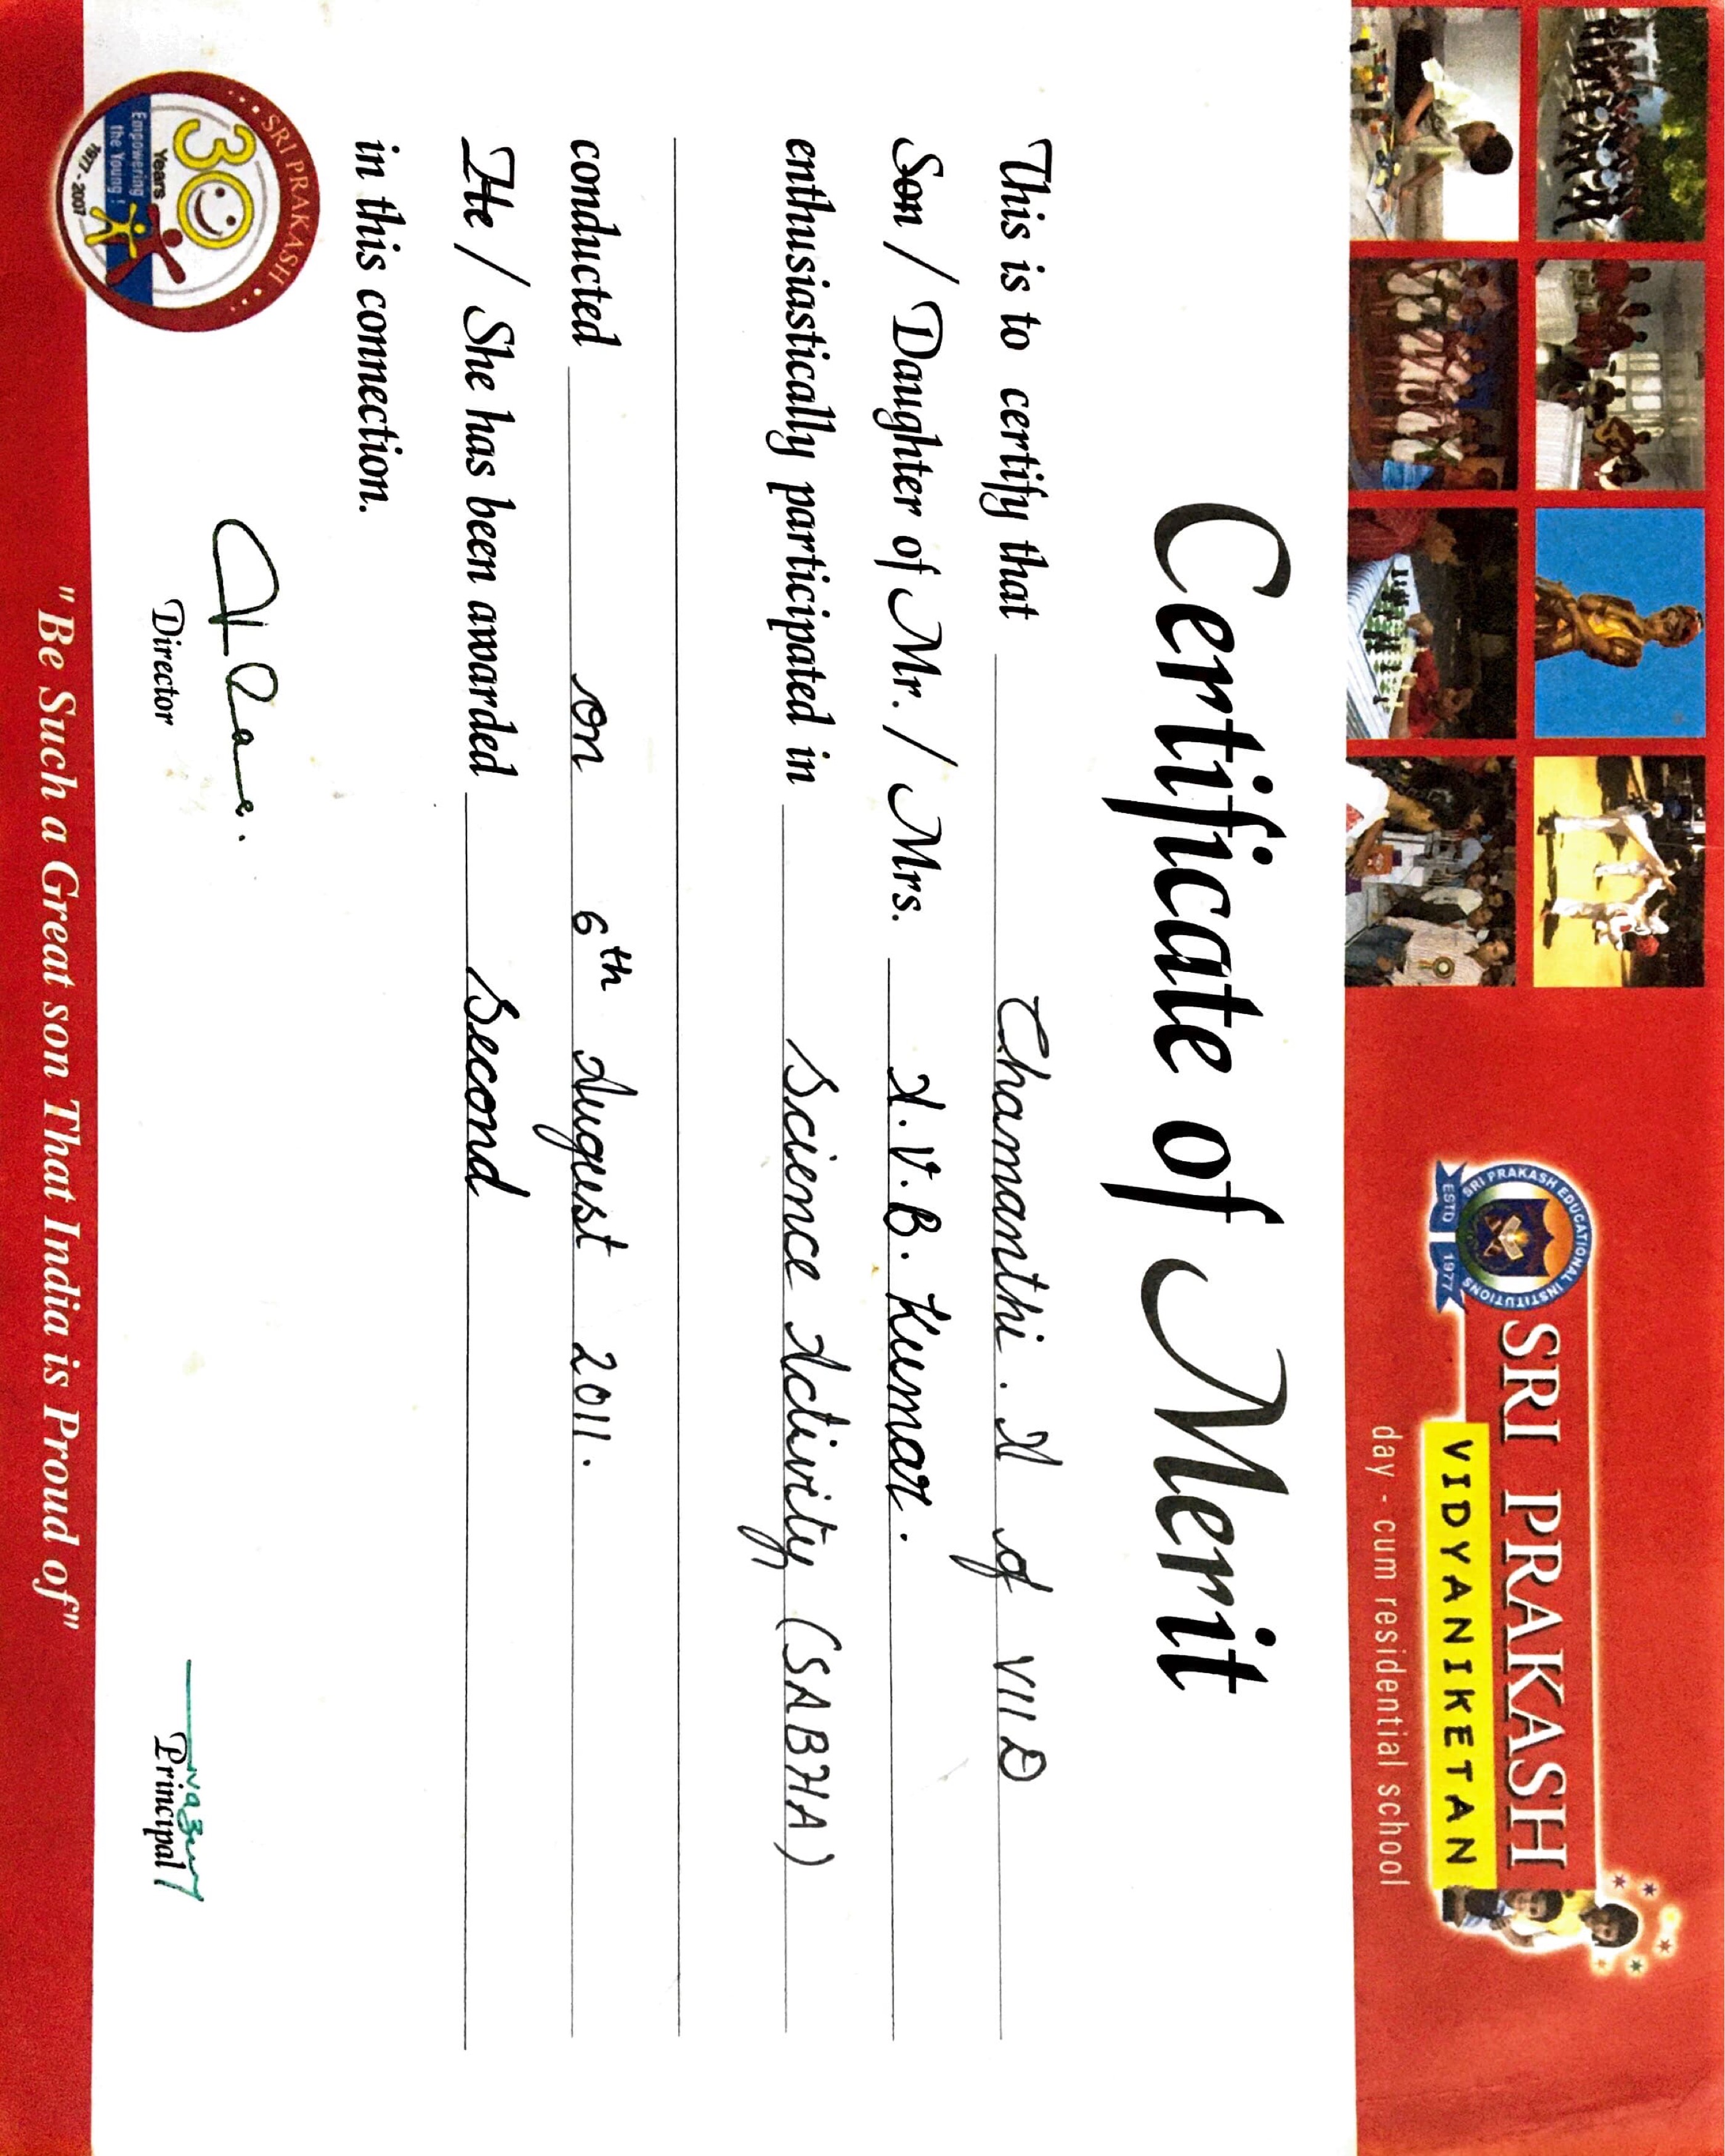 SRI PRAKASH EDUCATIONAL INSTITUTIONS
ESTD 1977
SRI PRAKASH
VIDYANIKETAN
day - cum residential school
Certificate of Merit
This is to certify that Chamanthi . A of VII D
Son / Daughter of Mr. / Mrs. A.V.B. Kumar.
enthusiastically participated in Science Activity (SABHA)
conducted on 6th August 2011.
He / She has been awarded Second
in this connection.
SRI PRAKASH
30
Years
Empowering
the Young !
1977 - 2007
Director
Principal
"Be Such a Great son That India is Proud of"